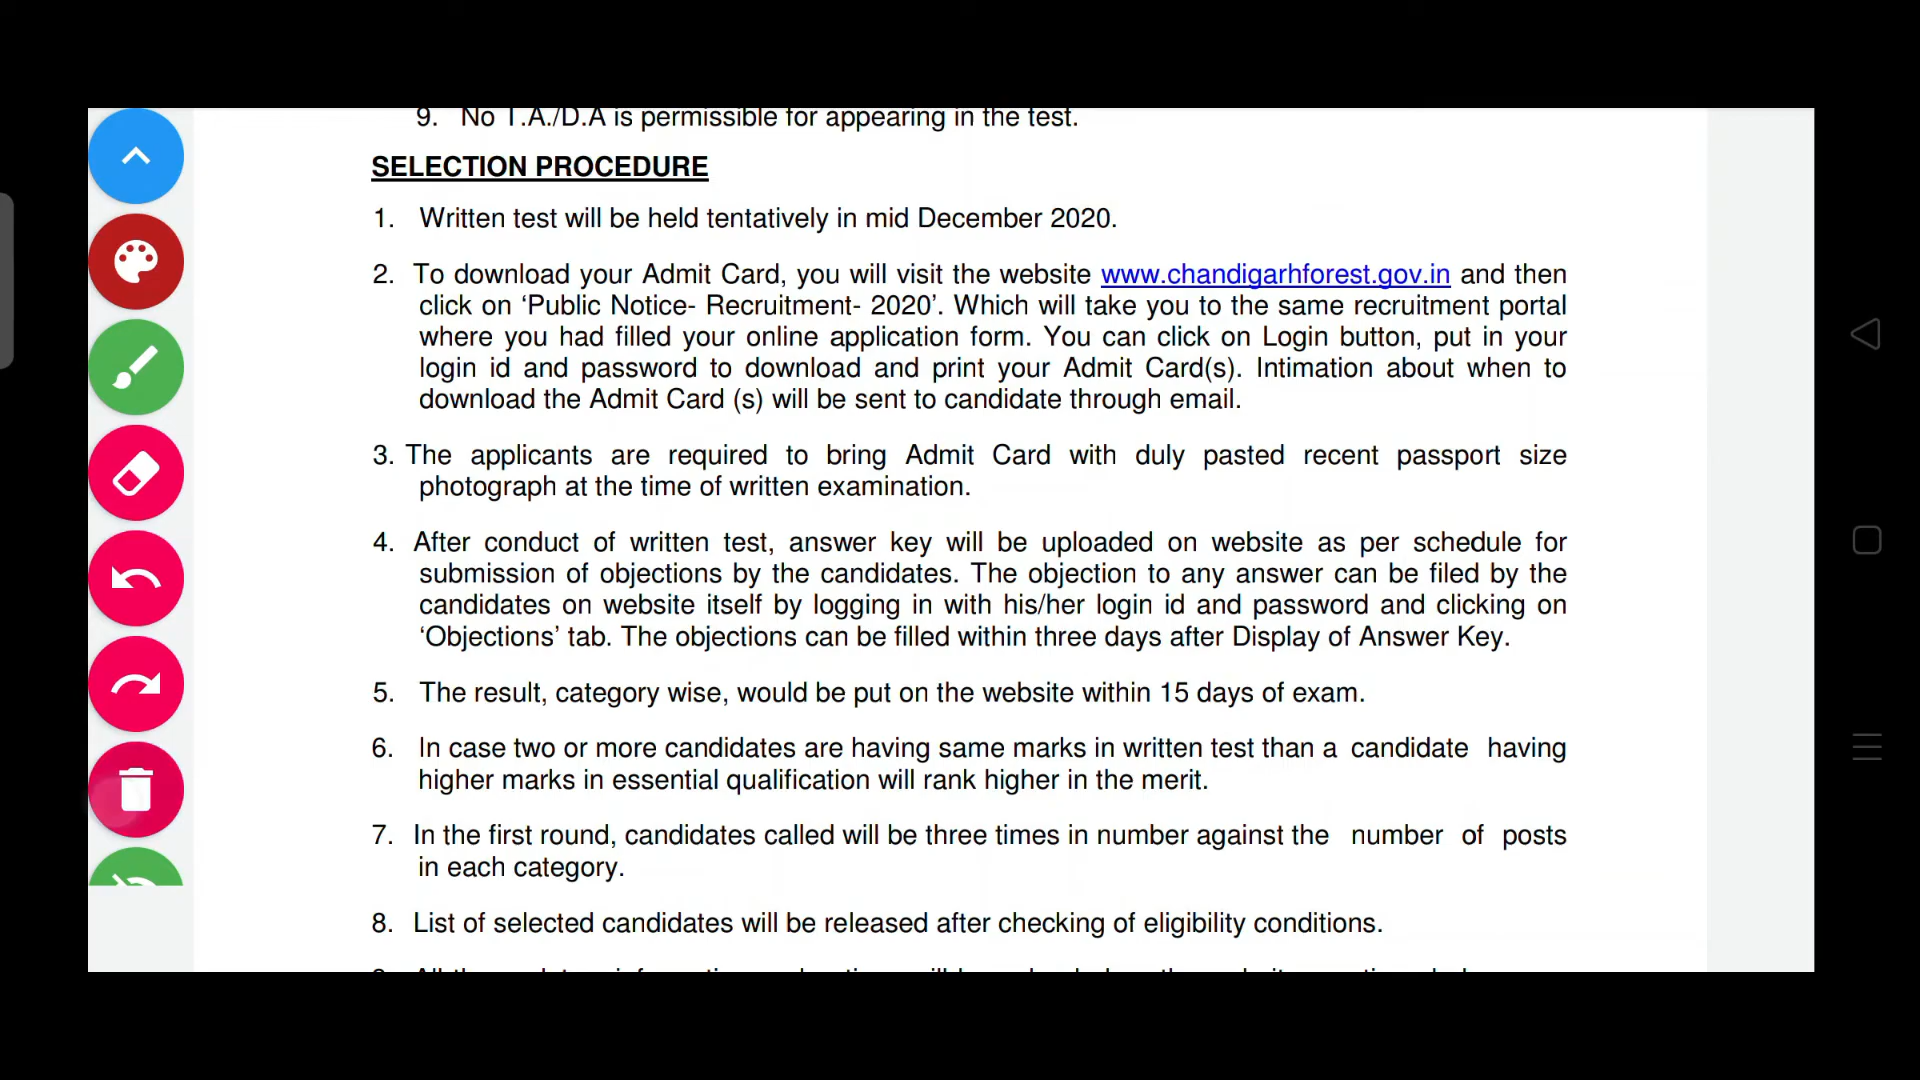 9. No T.A./D.A is permissible for appearing in the test.
SELECTION PROCEDURE
1. Written test will be held tentatively in mid December 2020.
2. To download your Admit Card, you will visit the website www.chandigarhforest.gov.in and then
click on ‘Public Notice- Recruitment- 2020’. Which will take you to the same recruitment portal
where you had filled your online application form. You can click on Login button, put in your
login id and password to download and print your Admit Card(s). Intimation about when to
download the Admit Card (s) will be sent to candidate through email.
3. The applicants are required to bring Admit Card with duly pasted recent passport size
photograph at the time of written examination.
4. After conduct of written test, answer key will be uploaded on website as per schedule for
submission of objections by the candidates. The objection to any answer can be filed by the
candidates on website itself by logging in with his/her login id and password and clicking on
‘Objections’ tab. The objections can be filled within three days after Display of Answer Key.
5. The result, category wise, would be put on the website within 15 days of exam.
6. In case two or more candidates are having same marks in written test than a candidate having
higher marks in essential qualification will rank higher in the merit.
7. In the first round, candidates called will be three times in number against the number of posts
in each category.
8. List of selected candidates will be released after checking of eligibility conditions.